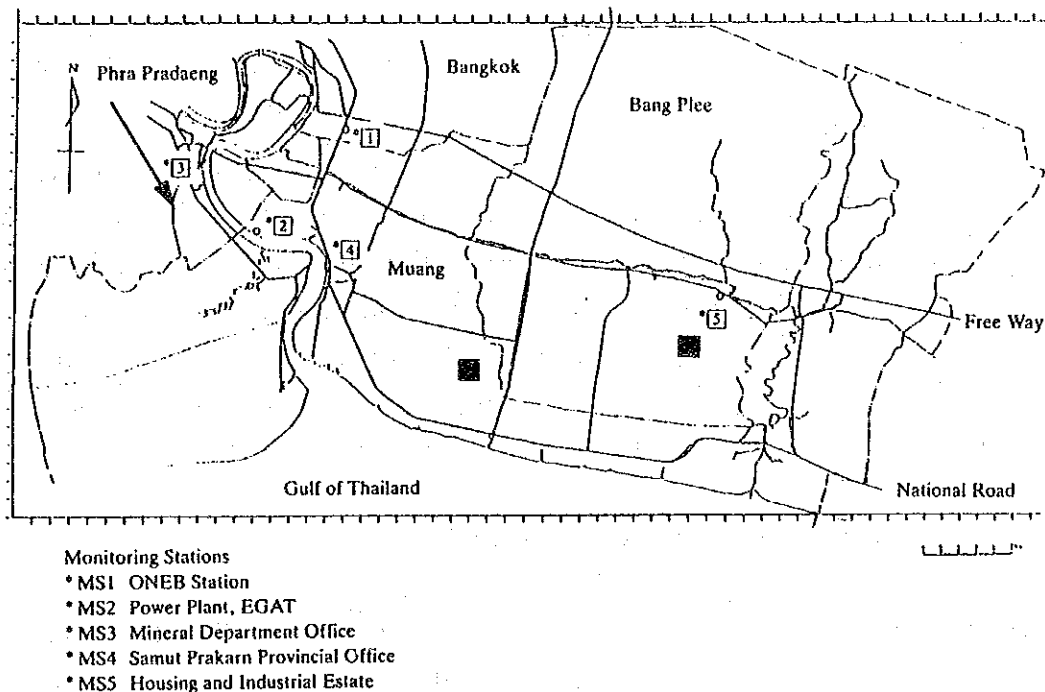 N
Phra Pradaeng
Bangkok
Bang Plee
*1
*3
*2
*4
Muang
*5
Free Way
Gulf of Thailand
National Road
Monitoring Stations
* MS1 ONEB Station
* MS2 Power Plant, EGAT
* MS3 Mineral Department Office
* MS4 Samut Prakarn Provincial Office
* MS5 Housing and Industrial Estate